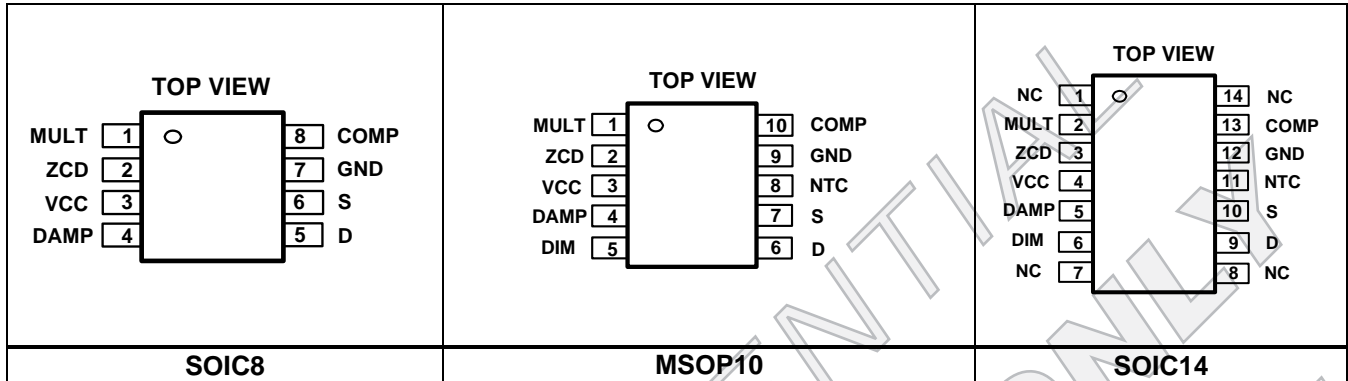 TOP VIEW
MULT 1 8 COMP
ZCD 2 7 GND
VCC 3 6 S
DAMP 4 5 D
SOIC8
TOP VIEW
MULT 1 10 COMP
ZCD 2 9 GND
VCC 3 8 NTC
DAMP 4 7 S
DIM 5 6 D
MSOP10
TOP VIEW
NC 1 14 NC
MULT 2 13 COMP
ZCD 3 12 GND
VCC 4 11 NTC
DAMP 5 10 S
DIM 6 9 D
NC 7 8 NC
SOIC14
ENTIAL
ONLY